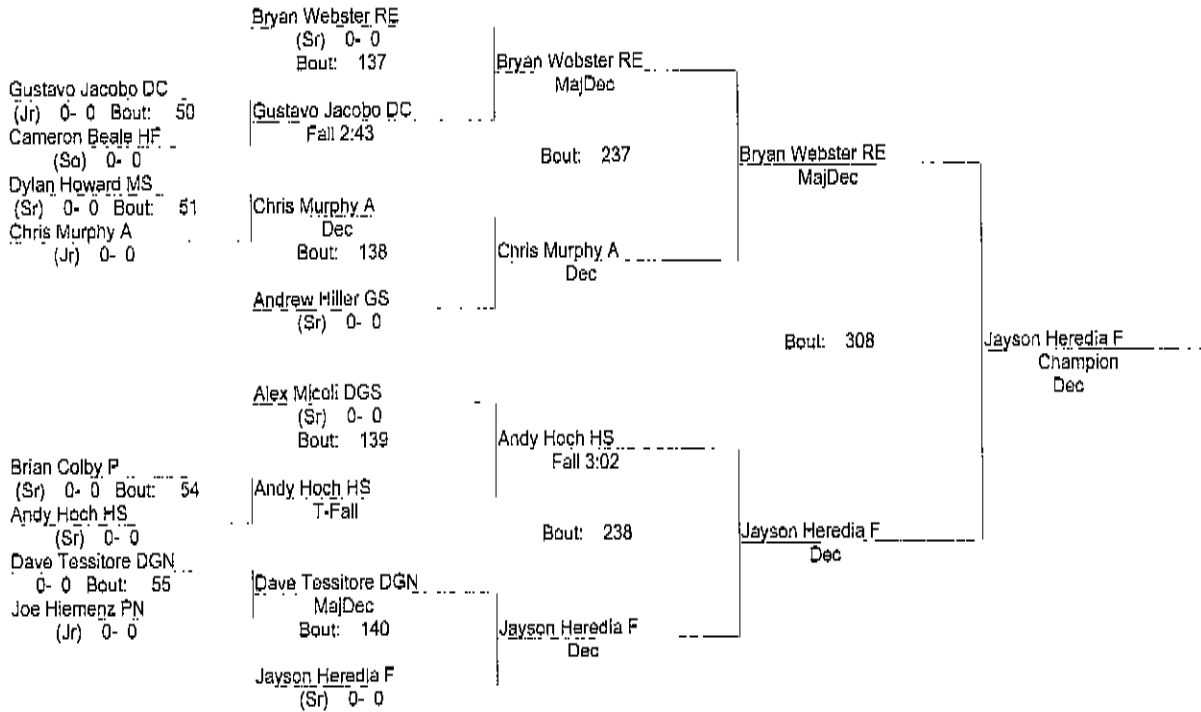 Bryan Webster RE
(Sr) 0- 0
Bout: 137
Gustavo Jacobo DC
(Jr) 0- 0 Bout: 50
Cameron Beale HF
(So) 0- 0
Gustavo Jacobo DC
Fall 2:43
Bryan Wobster RE
MajDec
Dylan Howard MS
(Sr) 0- 0 Bout: 51
Chris Murphy A
(Jr) 0- 0
Chris Murphy A
Dec
Bout: 138
Andrew Hiller GS
(Sr) 0- 0
Bout: 237
Chris Murphy A
Dec
Bryan Webster RE
MajDec
Alex Micoli DGS
(Sr) 0- 0
Bout: 139
Brian Colby P
(Sr) 0- 0 Bout: 54
Andy Hoch HS
(Sr) 0- 0
Andy Hoch HS
T-Fall
Andy Hoch HS
Fall 3:02
Dave Tessitore DGN
0- 0 Bout: 55
Joe Hiemenz PN
(Jr) 0- 0
Dave Tessitore DGN
MajDec
Bout: 140
Jayson Heredia F
(Sr) 0- 0
Bout: 238
Jayson Heredia F
Dec
Jayson Heredia F
Dec
Bout: 308
Jayson Heredia F
Champion
Dec